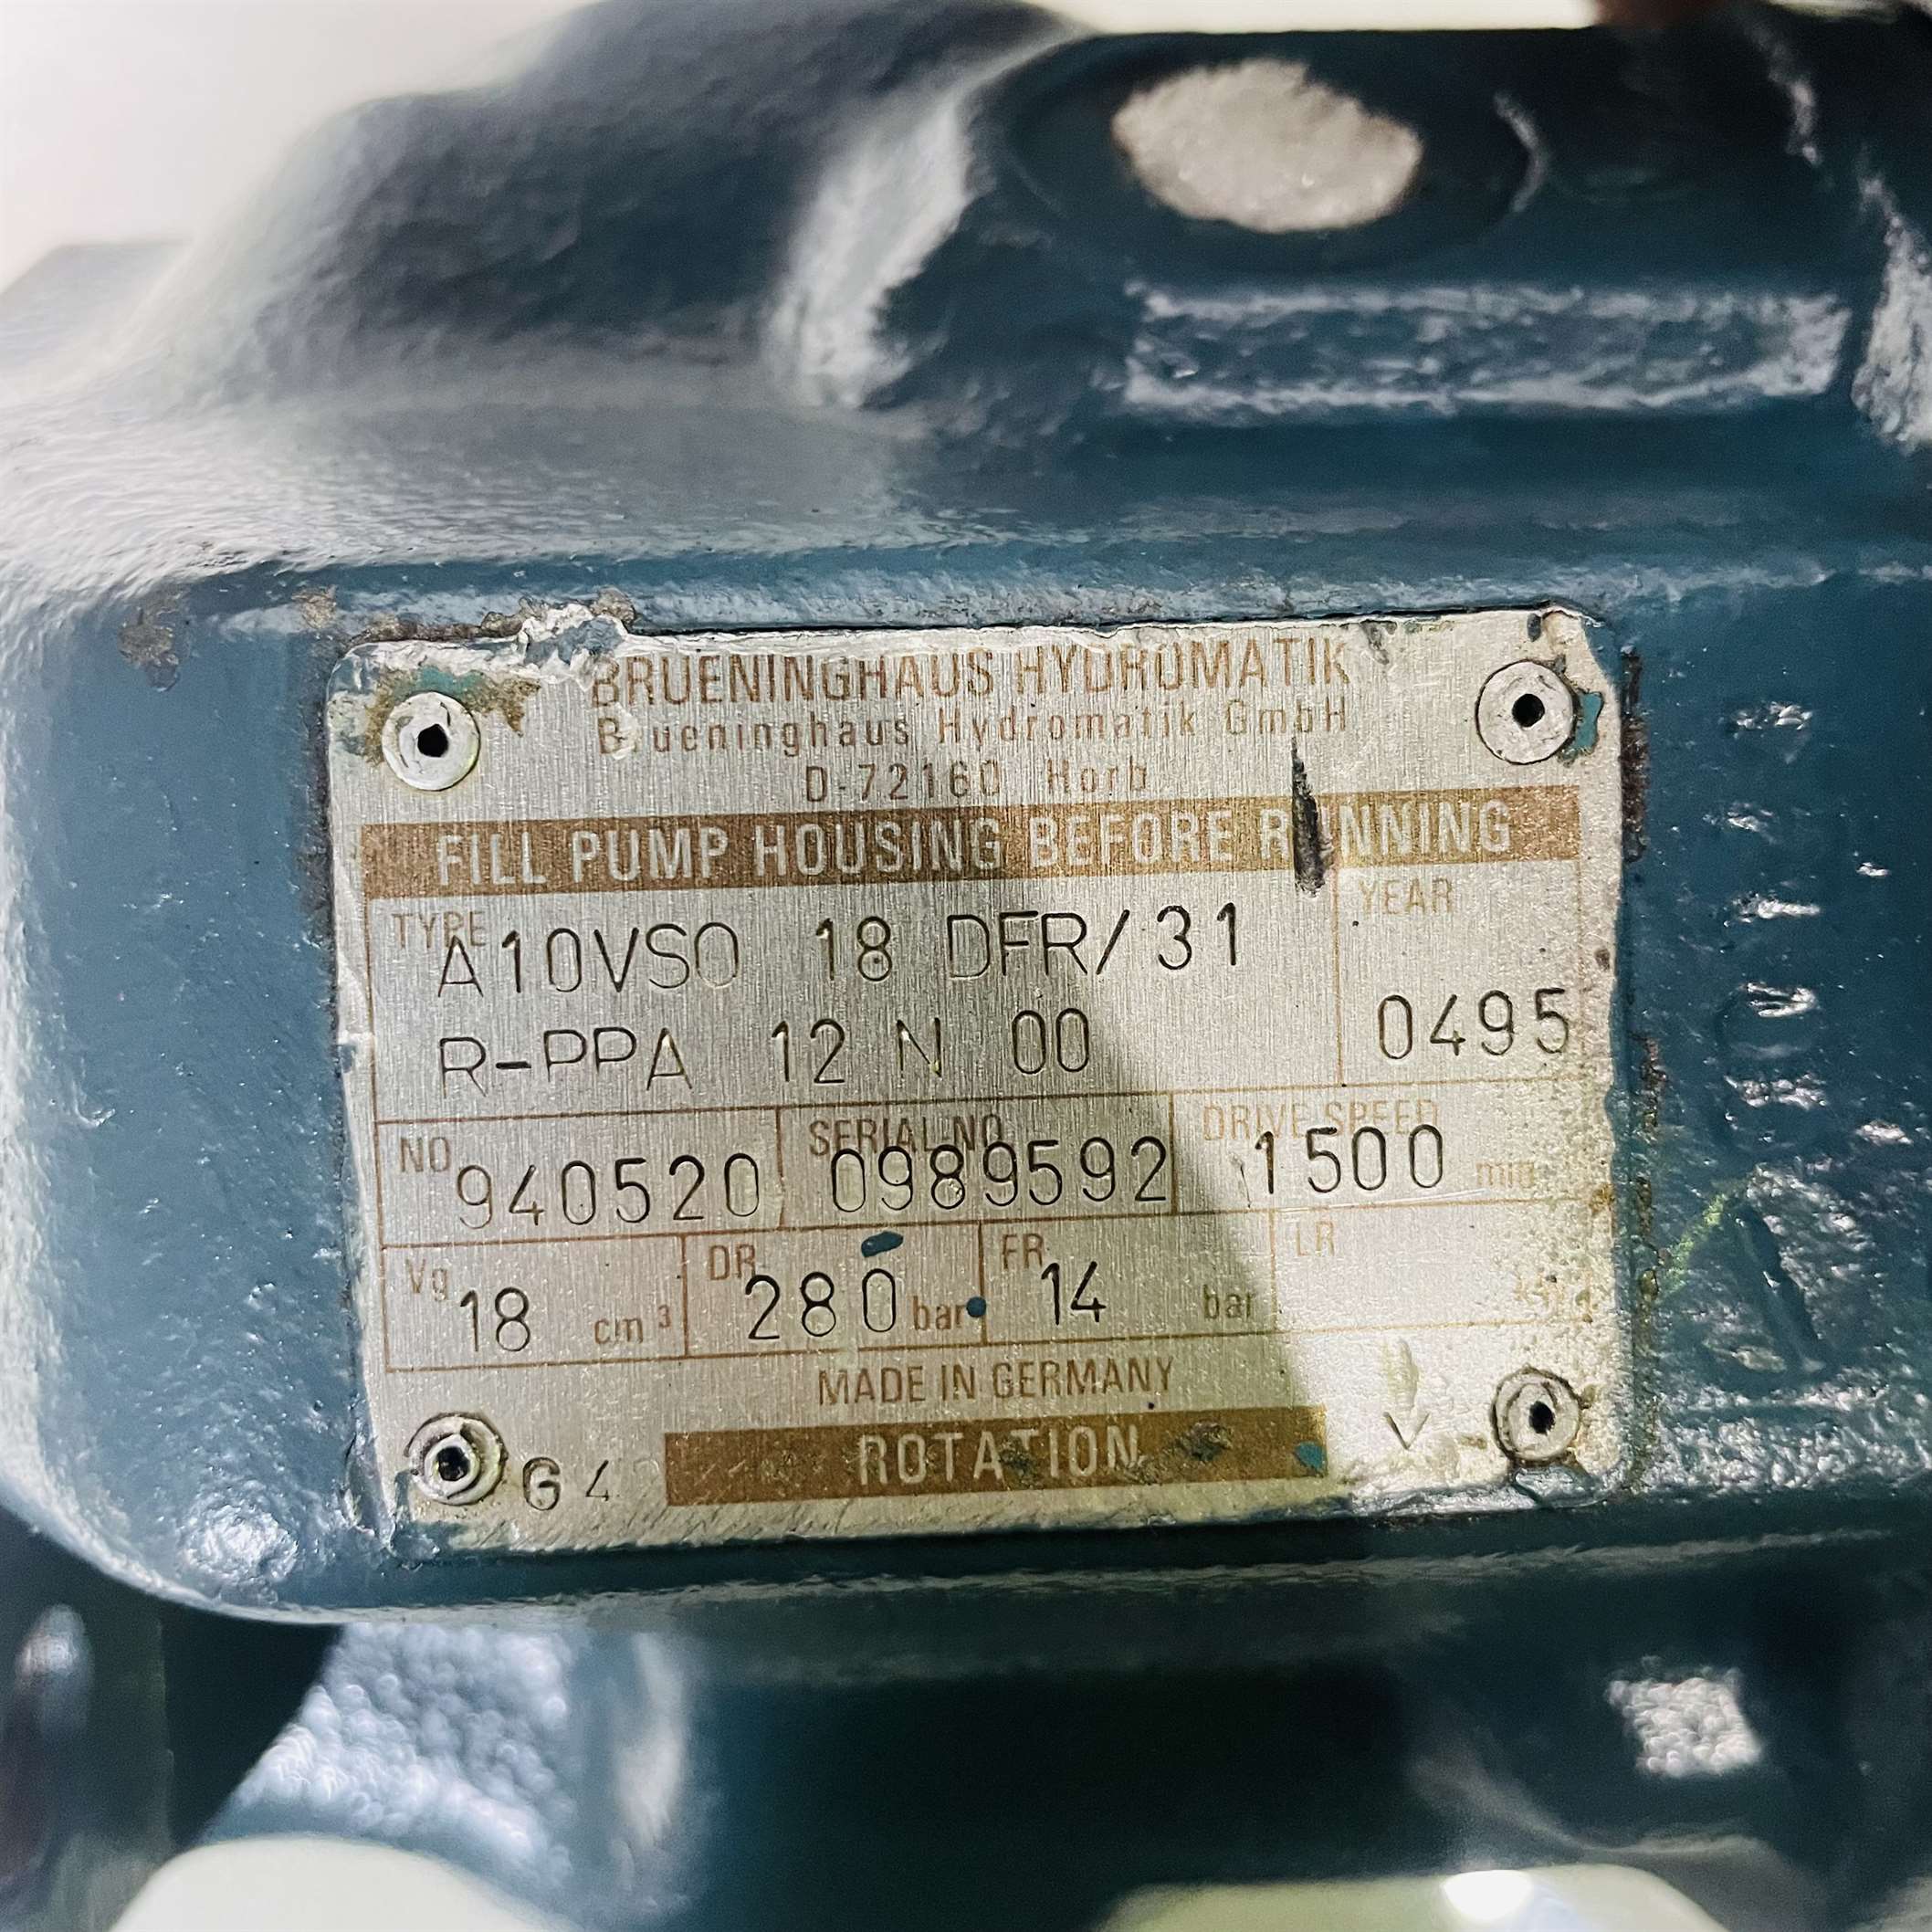 BRUENINGHAUS HYDROMATIK
Brueninghaus Hydromatik GmbH
D-72160 Horb
FILL PUMP HOUSING BEFORE RUNNING
TYPE YEAR
A10VSO 18 DFR/31
R-PPA 12 N 00 0495
NO SERIAL NO DRIVE SPEED
940520 0989592 1500 min
Vg DR FR LR
18 cm³ 280 bar 14 bar
MADE IN GERMANY
G4 ROTATION